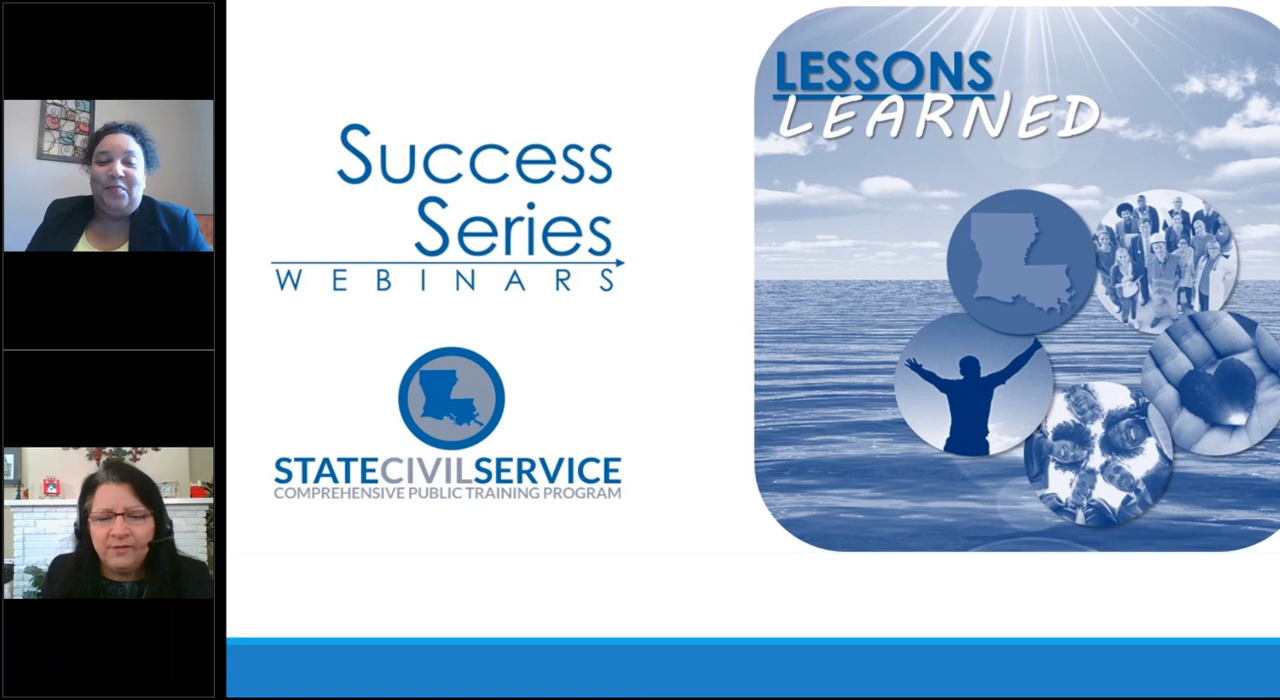 Success
Series
WEBINARS
STATECIVILSERVICE
COMPREHENSIVE PUBLIC TRAINING PROGRAM
LESSONS
LEARNED